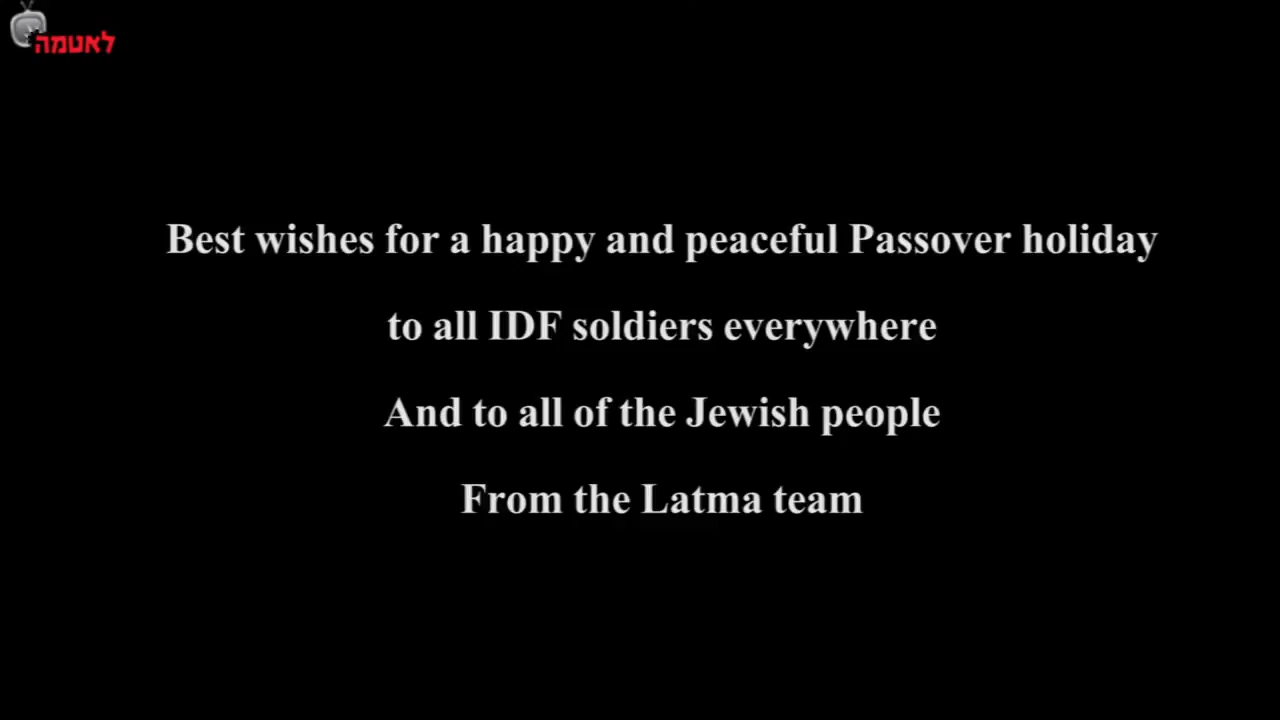 לאטמה
Best wishes for a happy and peaceful Passover holiday
to all IDF soldiers everywhere
And to all of the Jewish people
From the Latma team